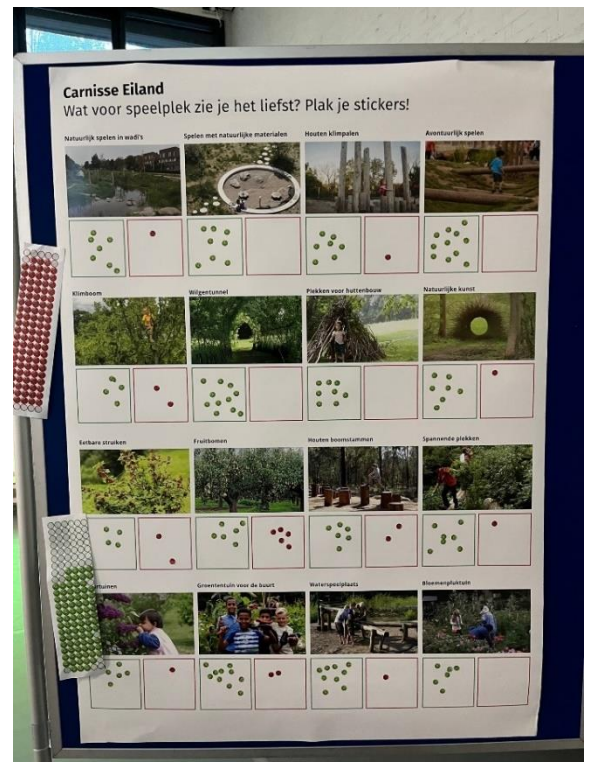 Carnisse Eiland
Wat voor speelplek zie je het liefst? Plak je stickers!
Natuurlijk spelen in wadi's
Spelen met natuurlijke materialen
Houten klimpalen
Avontuurlijk spelen
Klimboom
Wilgentunnel
Plekken voor huttenbouw
Natuurlijke kunst
Eetbare struiken
Fruitbomen
Houten boomstammen
Spannende plekken
Groententuin voor de buurt
Waterspeelplaats
Bloemenpluktuin